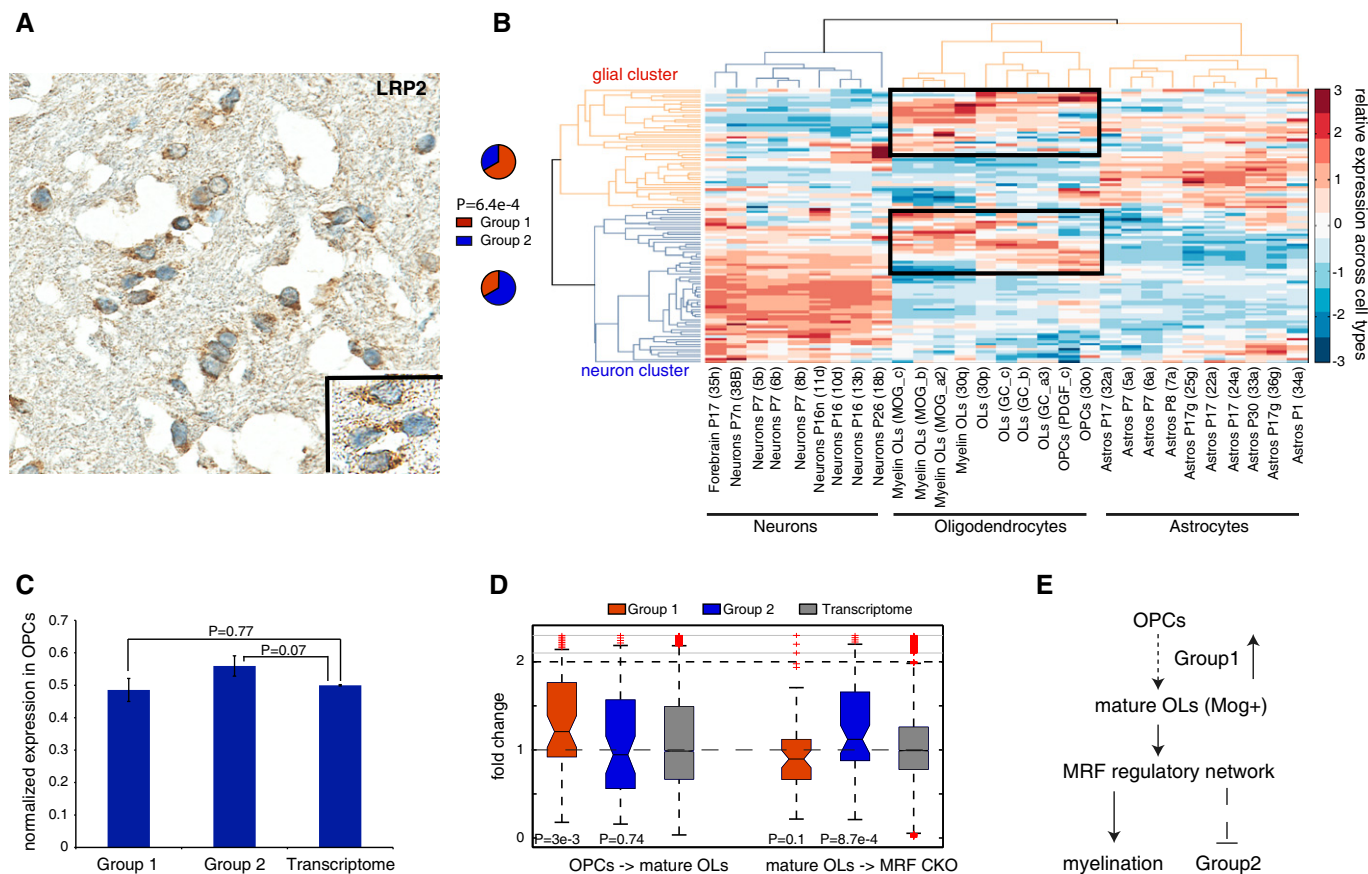 A
LRP2
B
glial cluster
P=6.4e-4
Group 1
Group 2
neuron cluster
3
2
1
0
-1
-2
-3
relative expression across cell types
Forebrain P17 (35h)
Neurons P7n (38B)
Neurons P7 (5b)
Neurons P7 (6b)
Neurons P7 (8b)
Neurons P16n (11d)
Neurons P16 (10d)
Neurons P16 (13b)
Neurons P26 (18b)
Myelin OLs (MOG_c)
Myelin OLs (MOG_b)
Myelin OLs (MOG_a2)
Myelin OLs (30q)
OLs (30p)
OLs (GC_c)
OLs (GC_b)
OLs (GC_a3)
OPCs (PDGF_c)
OPCs (30o)
Astros P17 (32a)
Astros P7 (5a)
Astros P7 (6a)
Astros P8 (7a)
Astros P17g (25g)
Astros P17 (22a)
Astros P17 (24a)
Astros P30 (33a)
Astros P17g (36g)
Astros P1 (34a)
Neurons
Oligodendrocytes
Astrocytes
C
normalized expression in OPCs
0.7
0.6
0.5
0.4
0.3
0.2
0.1
0
P=0.77
P=0.07
Group 1
Group 2
Transcriptome
D
Group 1
Group 2
Transcriptome
fold change
2
1
0
P=3e-3
P=0.74
P=0.1
P=8.7e-4
OPCs -> mature OLs
mature OLs -> MRF CKO
E
OPCs
Group1
mature OLs (Mog+)
MRF regulatory network
myelination
Group2